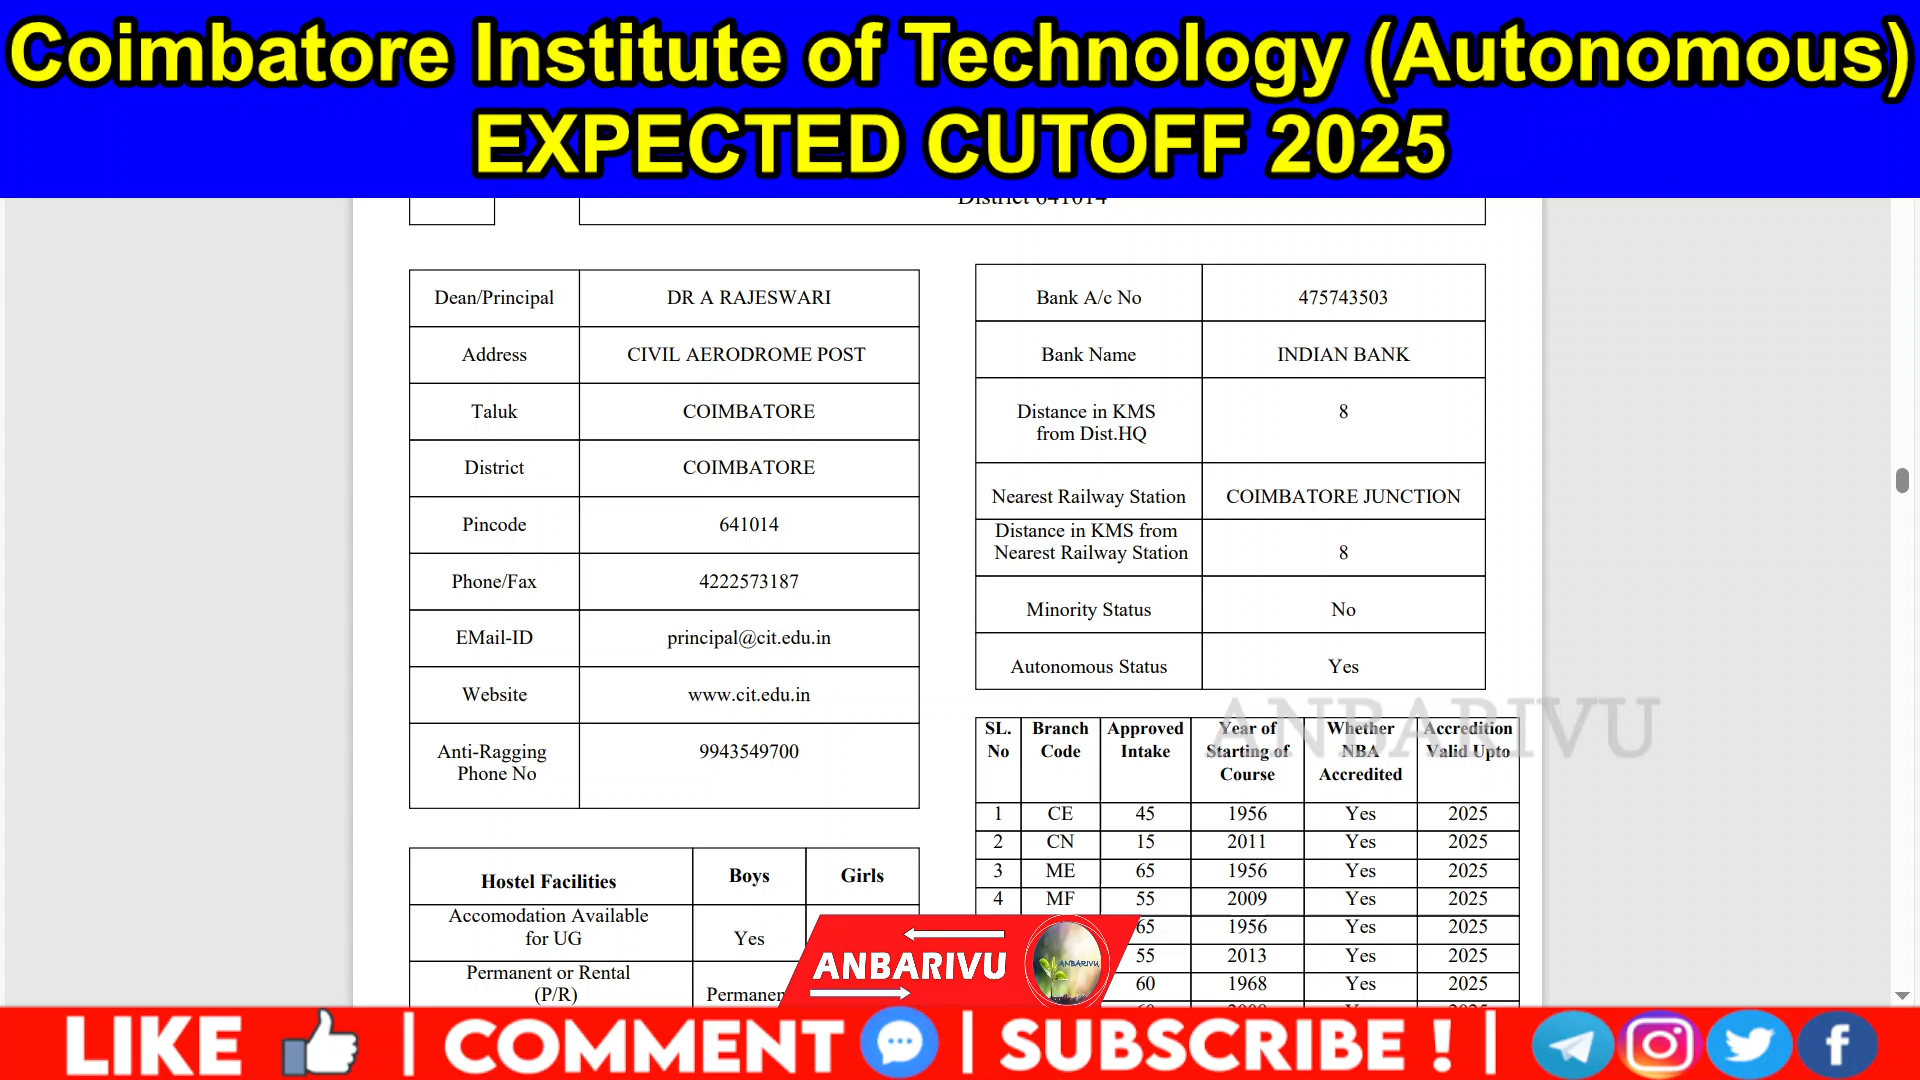 Coimbatore Institute of Technology (Autonomous)
EXPECTED CUTOFF 2025
District 641014
Dean/Principal DR A RAJESWARI
Address CIVIL AERODROME POST
Taluk COIMBATORE
District COIMBATORE
Pincode 641014
Phone/Fax 4222573187
EMail-ID principal@cit.edu.in
Website www.cit.edu.in
Anti-Ragging 9943549700
Phone No
Hostel Facilities Boys Girls
Accomodation Available
for UG Yes
Permanent or Rental
(P/R)
Bank A/c No 475743503
Bank Name INDIAN BANK
Distance in KMS 8
from Dist.HQ
Nearest Railway Station COIMBATORE JUNCTION
Distance in KMS from
Nearest Railway Station 8
Minority Status No
Autonomous Status Yes
ANBARIVU
SL. Branch Approved Year of Whether Accredition
No Code Intake Starting of NBA Valid Upto
Course Accredited
1 CE 45 1956 Yes 2025
2 CN 15 2011 Yes 2025
3 ME 65 1956 Yes 2025
4 MF 55 2009 Yes 2025
65 1956 Yes 2025
55 2013 Yes 2025
60 1968 Yes 2025
ANBARIVU
ANBARIVU
LIKE | COMMENT | SUBSCRIBE ! |